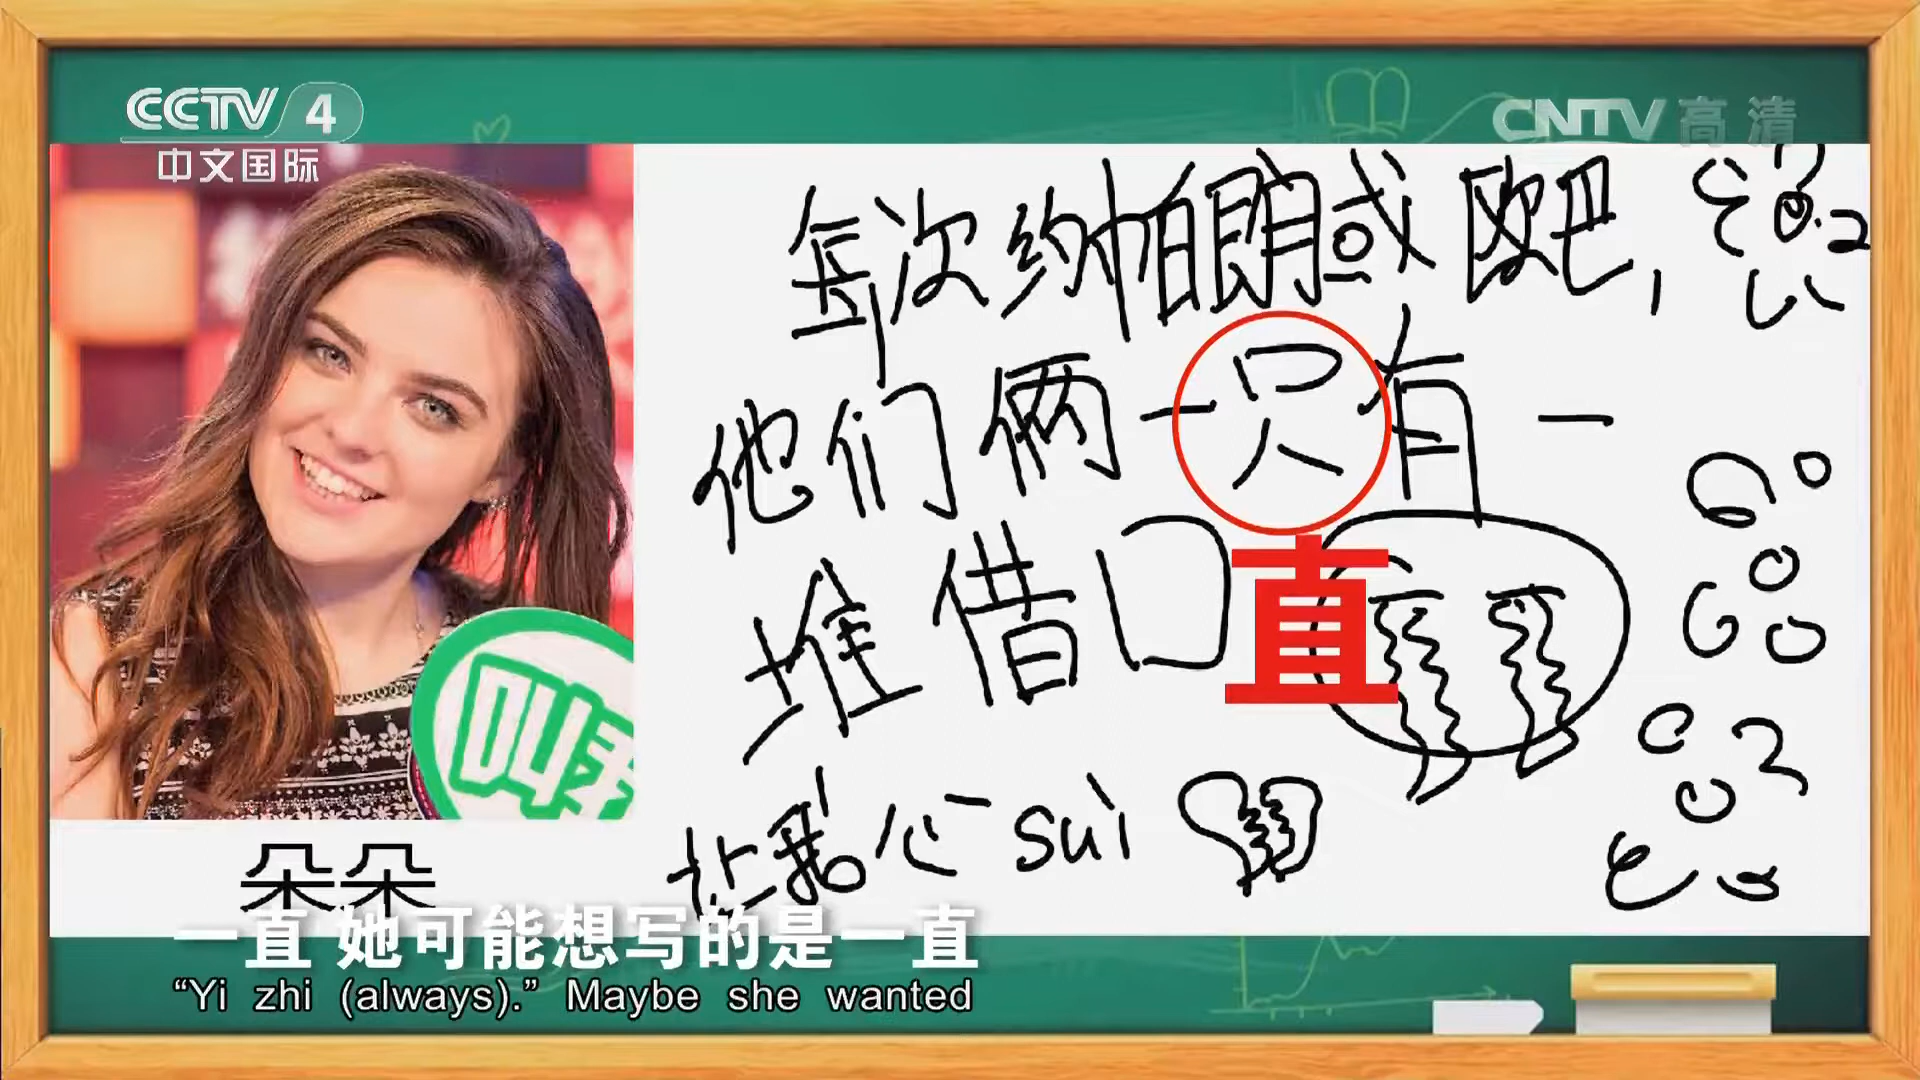 CCTV 4
中文国际
CNTV 高清
每次约帕朗或欧巴,
他们俩一只有一
堆借口
直
让我心sui
叫我
朵朵
一直 她可能想写的是一直
“Yi zhi (always).” Maybe she wanted